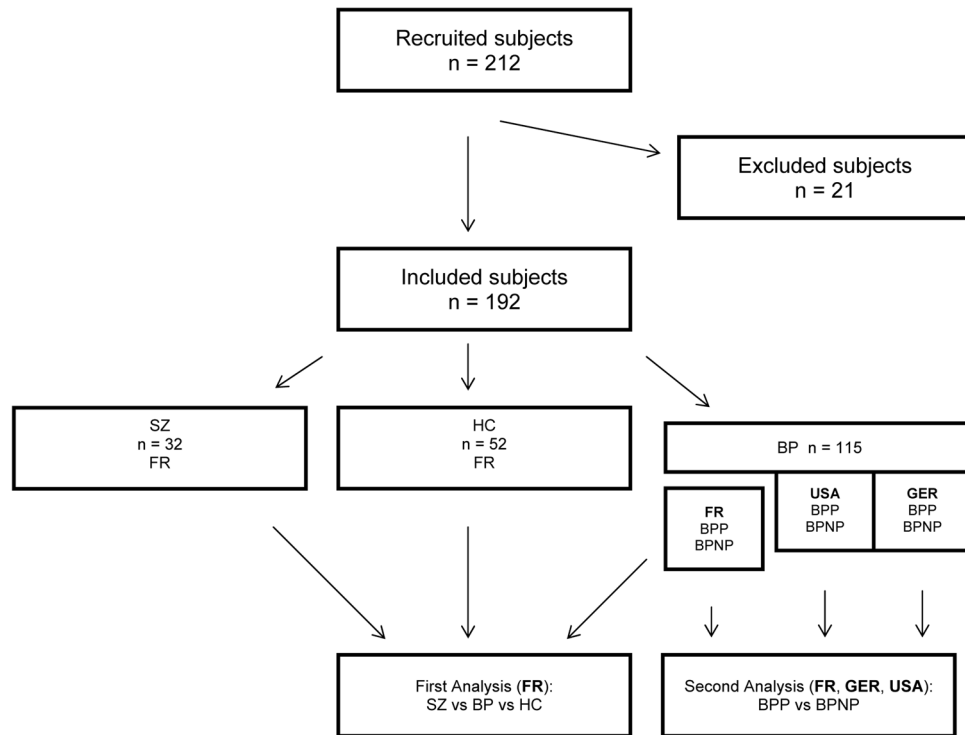 Recruited subjects
n = 212
Excluded subjects
n = 21
Included subjects
n = 192
SZ
n = 32
FR
HC
n = 52
FR
BP n = 115
FR
BPP
BPNP
USA
BPP
BPNP
GER
BPP
BPNP
First Analysis (FR):
SZ vs BP vs HC
Second Analysis (FR, GER, USA):
BPP vs BPNP